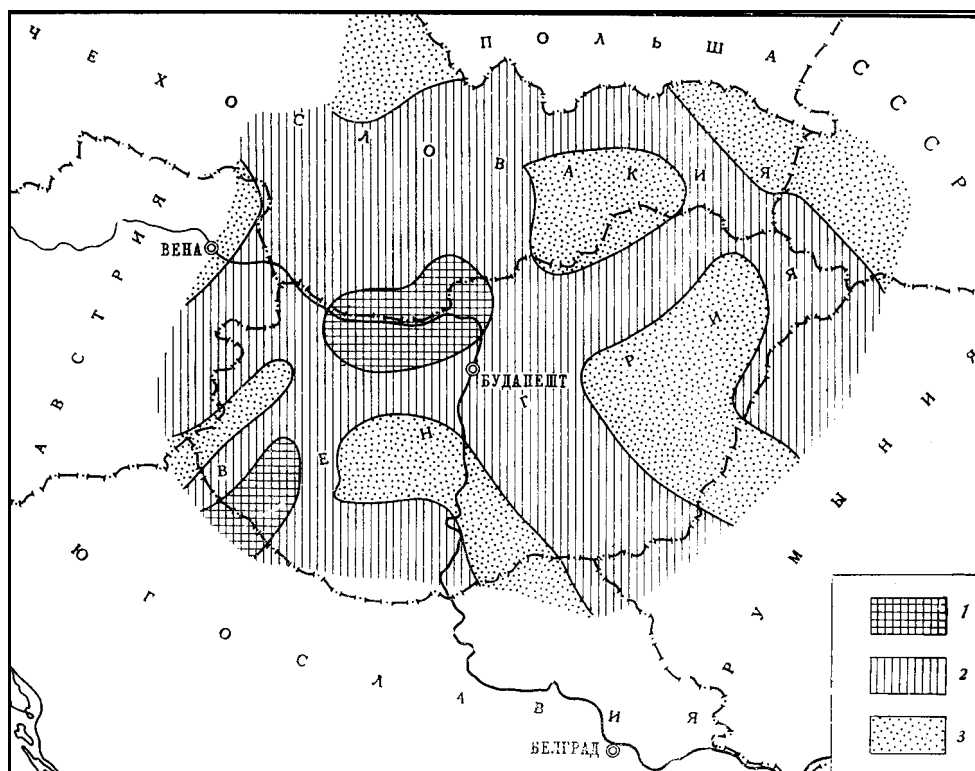 ЧЕХОСЛОВАКИЯ
ПОЛЬША
СССР
АВСТРИЯ
ВЕНА
БУДАПЕШТ
ВЕНГРИЯ
РУМЫНИЯ
ЮГОСЛАВИЯ
БЕЛГРАД
1
2
3